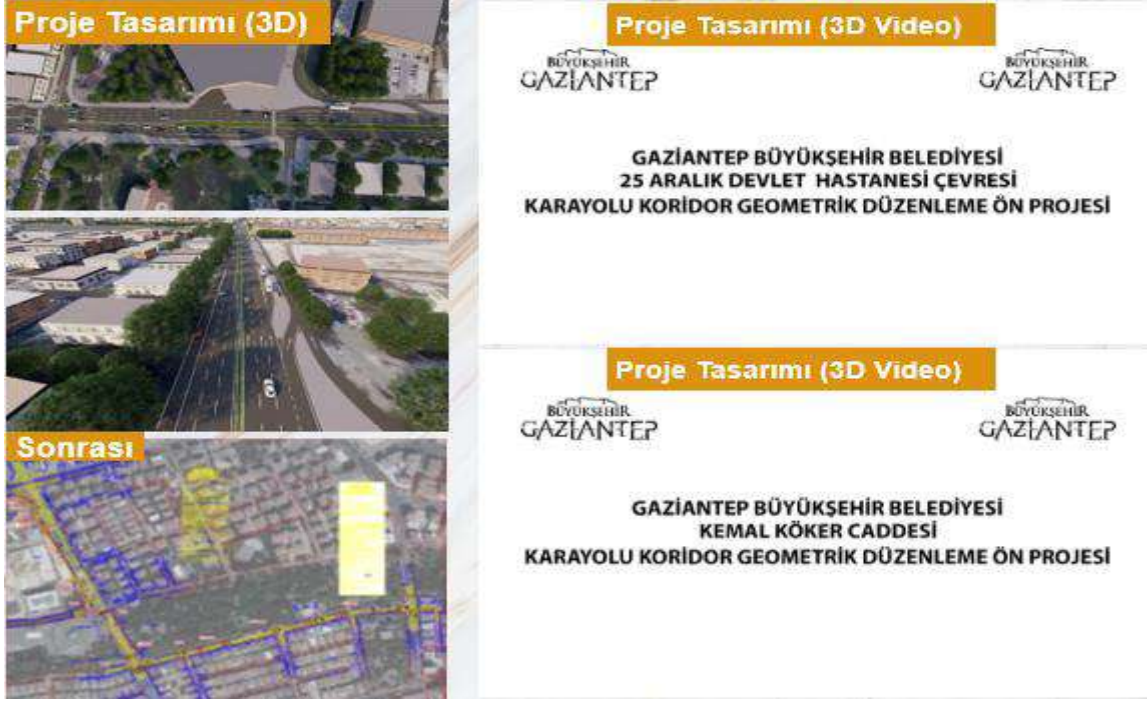 Proje Tasarımı (3D)
Sonrası
Proje Tasarımı (3D Video)
BÜYÜKŞEHİR
GAZİANTEP
BÜYÜKŞEHİR
GAZİANTEP
GAZİANTEP BÜYÜKŞEHİR BELEDİYESİ
25 ARALIK DEVLET HASTANESİ ÇEVRESİ
KARAYOLU KORİDOR GEOMETRİK DÜZENLEME ÖN PROJESİ
Proje Tasarımı (3D Video)
BÜYÜKŞEHİR
GAZİANTEP
BÜYÜKŞEHİR
GAZİANTEP
GAZİANTEP BÜYÜKŞEHİR BELEDİYESİ
KEMAL KÖKER CADDESİ
KARAYOLU KORİDOR GEOMETRİK DÜZENLEME ÖN PROJESİ